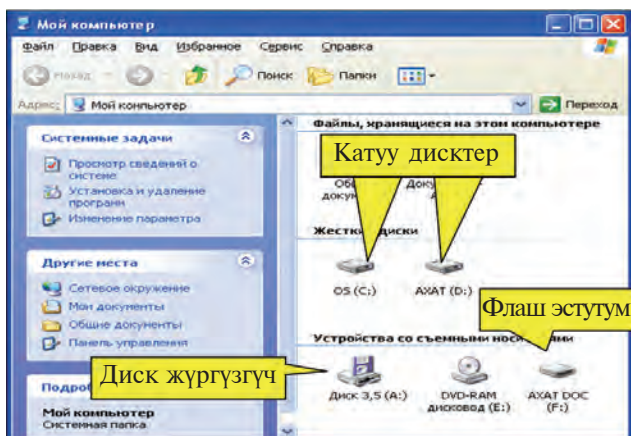 Мой компьютер
Файл Правка Вид Избранное Сервис Справка
Назад Поиск Папки
Адрес: Мой компьютер Переход
Системные задачи
Просмотр сведений о
системе
Установка и удаление
программ
Изменение параметра
Другие места
Сетевое окружение
Мои документы
Общие документы
Панель управления
Мой компьютер
Системная папка
Файлы, хранящиеся на этом компьютере
Катуу дисктер
OS (C:) AXAT (D:)
Флаш эстутум
Устройства со съемными
Диск жүргүзгүч
Диск 3,5 (A:) DVD-RAM AXAT DOC
дисковод (E:) (F:)